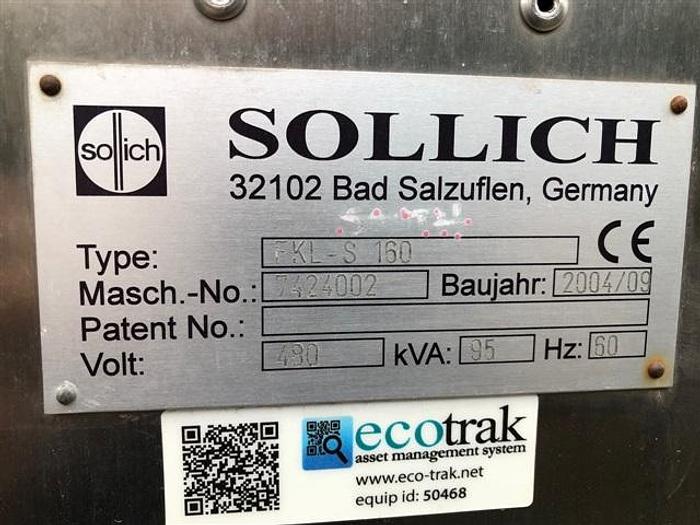 sollich
SOLLICH
32102 Bad Salzuflen, Germany
CE
Type: FKL-S 160
Masch.-No.: 7424002 Baujahr: 2004/09
Patent No.:
Volt: 480 kVA: 95 Hz: 60
ecotrak
asset management system
www.eco-trak.net
equip id: 50468